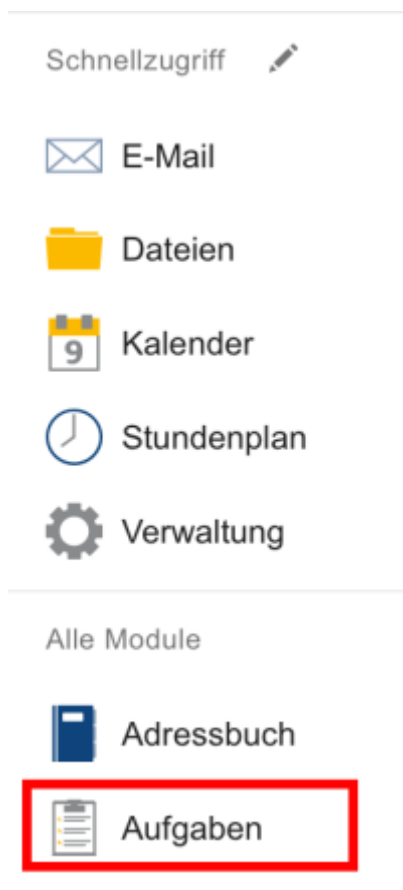 Schnellzugriff
E-Mail
Dateien
9
Kalender
Stundenplan
Verwaltung
Alle Module
Adressbuch
Aufgaben